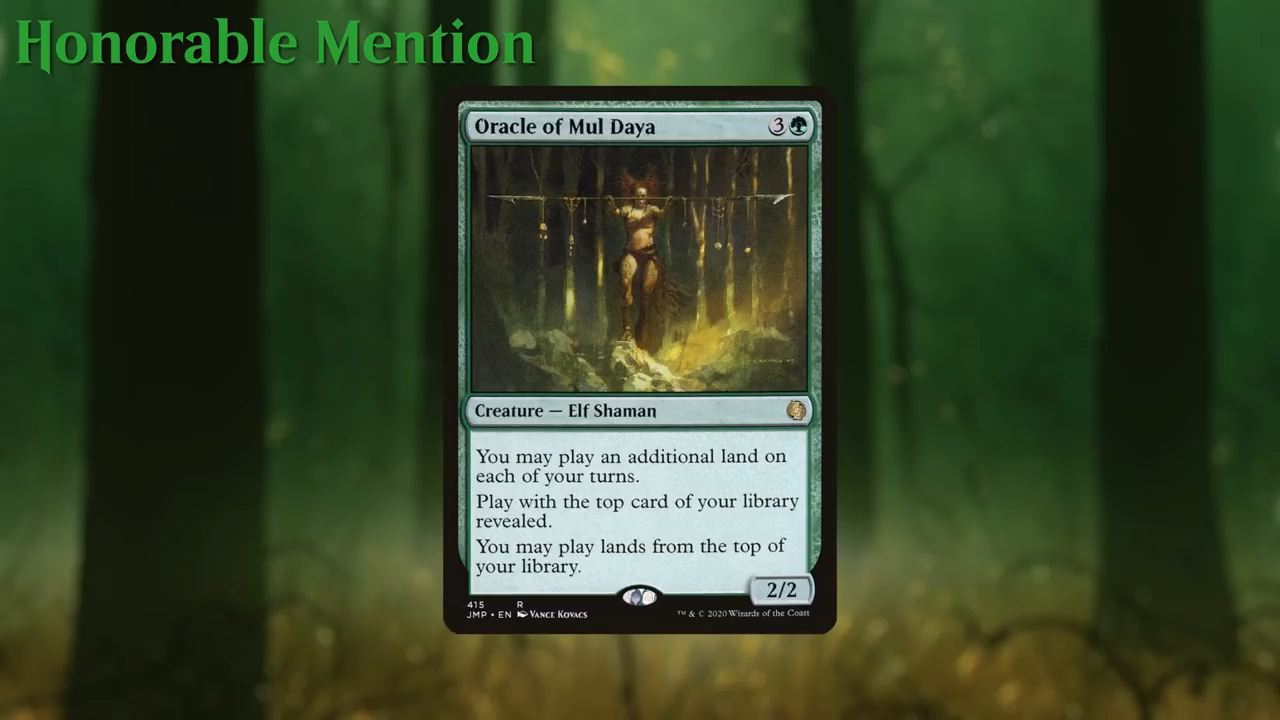 Honorable Mention
Oracle of Mul Daya 3
Creature — Elf Shaman
You may play an additional land on
each of your turns.
Play with the top card of your library
revealed.
You may play lands from the top of
your library.
2/2
415 R
JMP • EN VANCE KOVACS
™ & © 2020 Wizards of the Coast